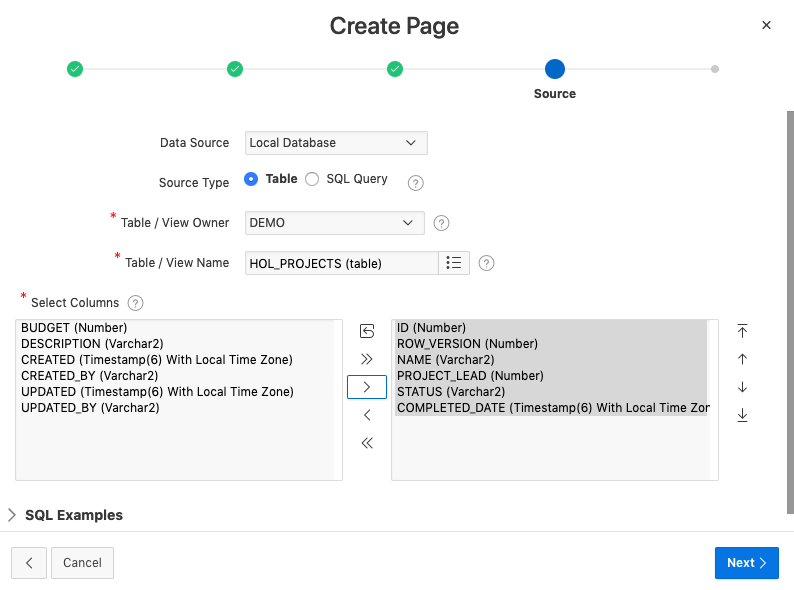 Create Page
Source
Data Source Local Database
Source Type Table SQL Query ?
* Table / View Owner DEMO ?
* Table / View Name HOL_PROJECTS (table) ?
* Select Columns ?
BUDGET (Number)
DESCRIPTION (Varchar2)
CREATED (Timestamp(6) With Local Time Zone)
CREATED_BY (Varchar2)
UPDATED (Timestamp(6) With Local Time Zone)
UPDATED_BY (Varchar2)
ID (Number)
ROW_VERSION (Number)
NAME (Varchar2)
PROJECT_LEAD (Number)
STATUS (Varchar2)
COMPLETED_DATE (Timestamp(6) With Local Time Zor
SQL Examples
Cancel
Next